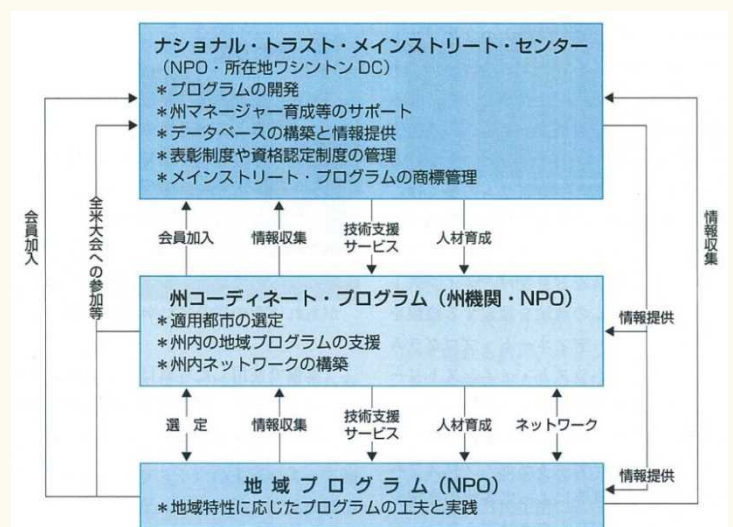 ナショナル・トラスト・メインストリート・センター
（NPO・所在地ワシントン DC）
＊プログラムの開発
＊州マネージャー育成等のサポート
＊データベースの構築と情報提供
＊表彰制度や資格認定制度の管理
＊メインストリート・プログラムの商標管理
会員加入
全米大会への参加等
会員加入
情報収集
技術支援
サービス
人材育成
情報収集
州コーディネート・プログラム（州機関・NPO）
＊適用都市の選定
＊州内の地域プログラムの支援
＊州内ネットワークの構築
情報提供
選 定
情報収集
技術支援
サービス
人材育成
ネットワーク
情報提供
地 域 プ ロ グ ラ ム（NPO）
＊地域特性に応じたプログラムの工夫と実践